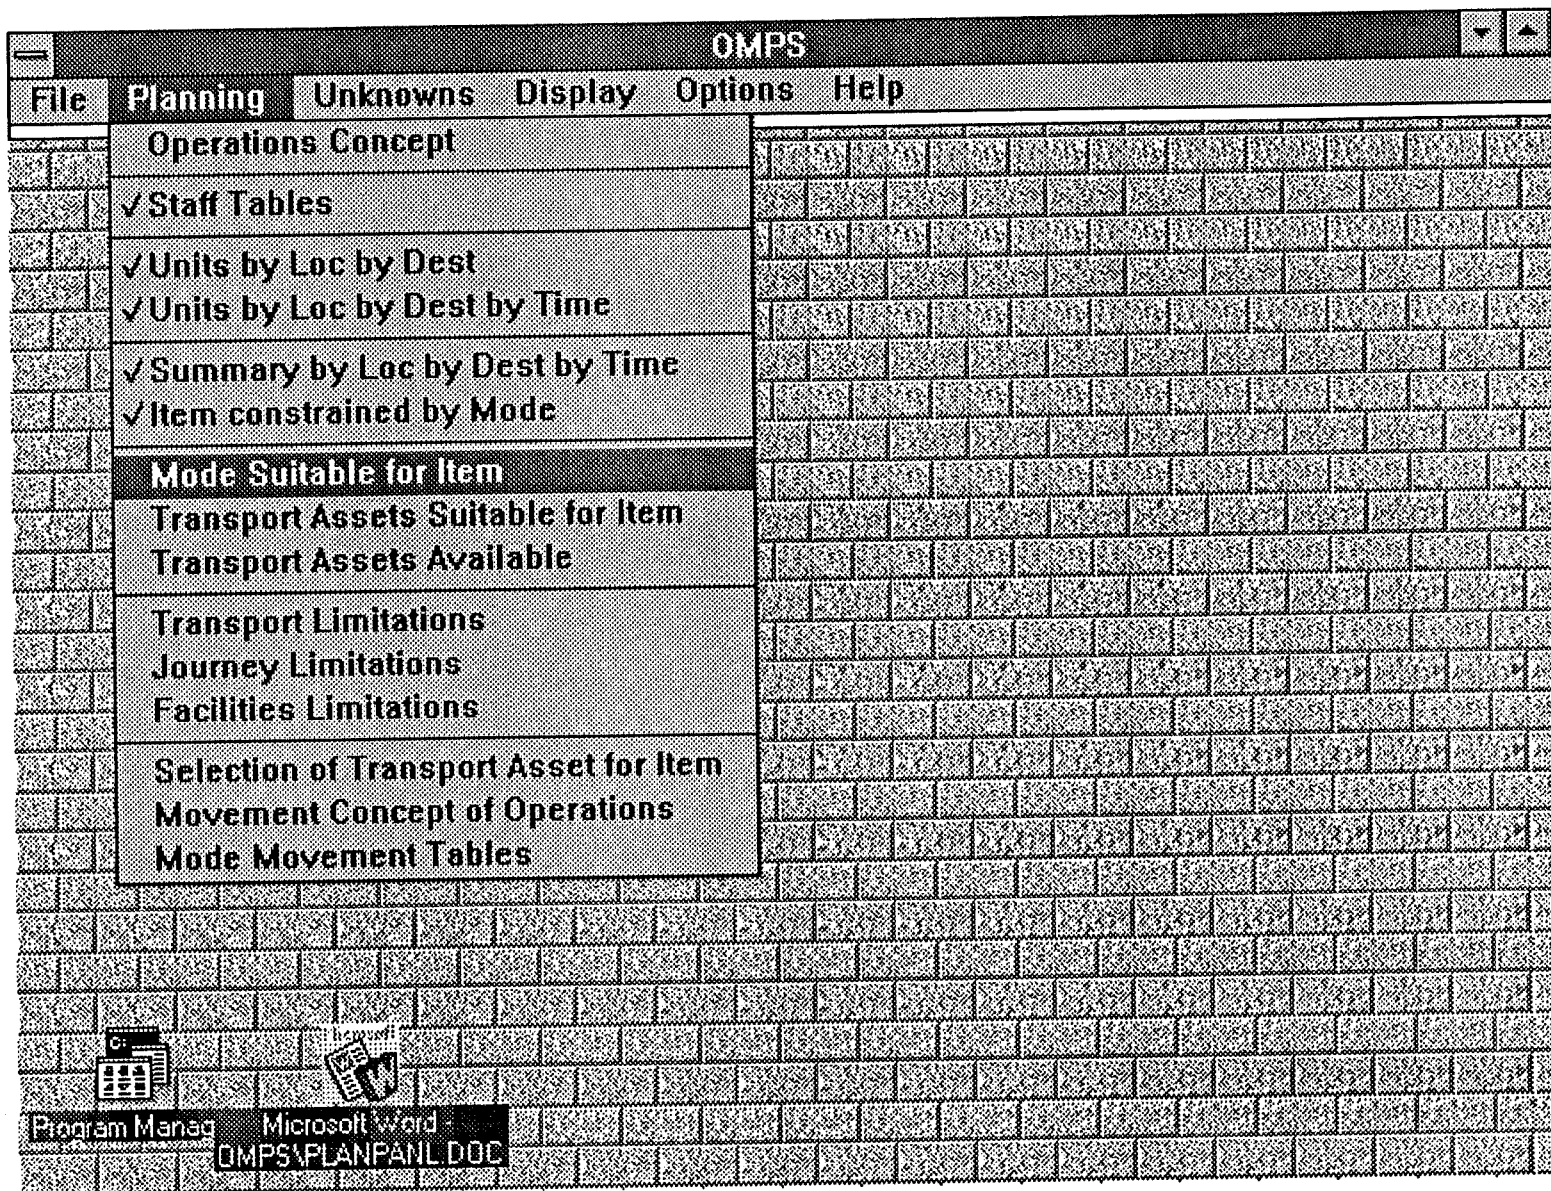 OMPS
File Planning Unknowns Display Options Help
Operations Concept
✓Staff Tables
✓Units by Loc by Dest
✓Units by Loc by Dest by Time
✓Summary by Loc by Dest by Time
✓Item constrained by Mode
Mode Suitable for Item
Transport Assets Suitable for Item
Transport Assets Available
Transport Limitations
Journey Limitations
Facilities Limitations
Selection of Transport Asset for Item
Movement Concept of Operations
Mode Movement Tables
C:\
Program Manag
Microsoft Word -
OMPS\PLANPANL.DOC